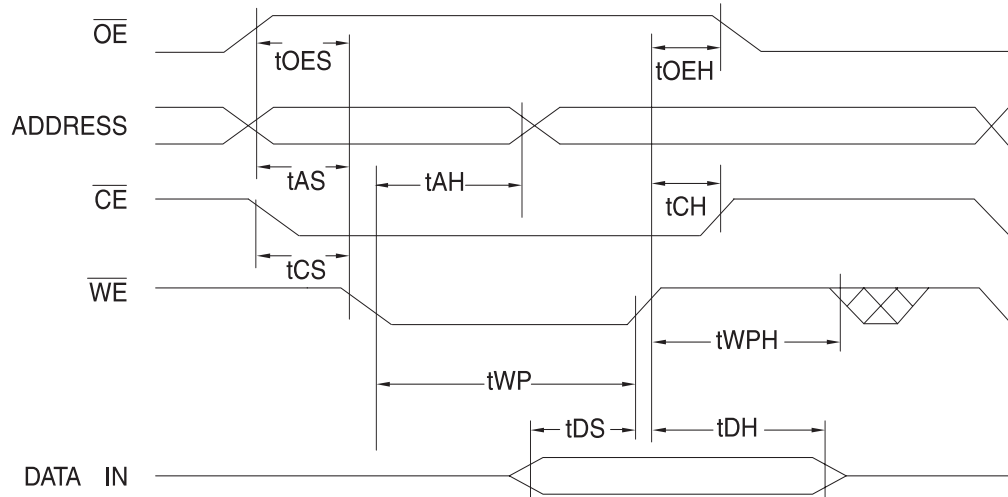 OE
tOES
tOEH
ADDRESS
tAS
tAH
CE
tCH
tCS
WE
tWPH
tWP
tDS
tDH
DATA IN